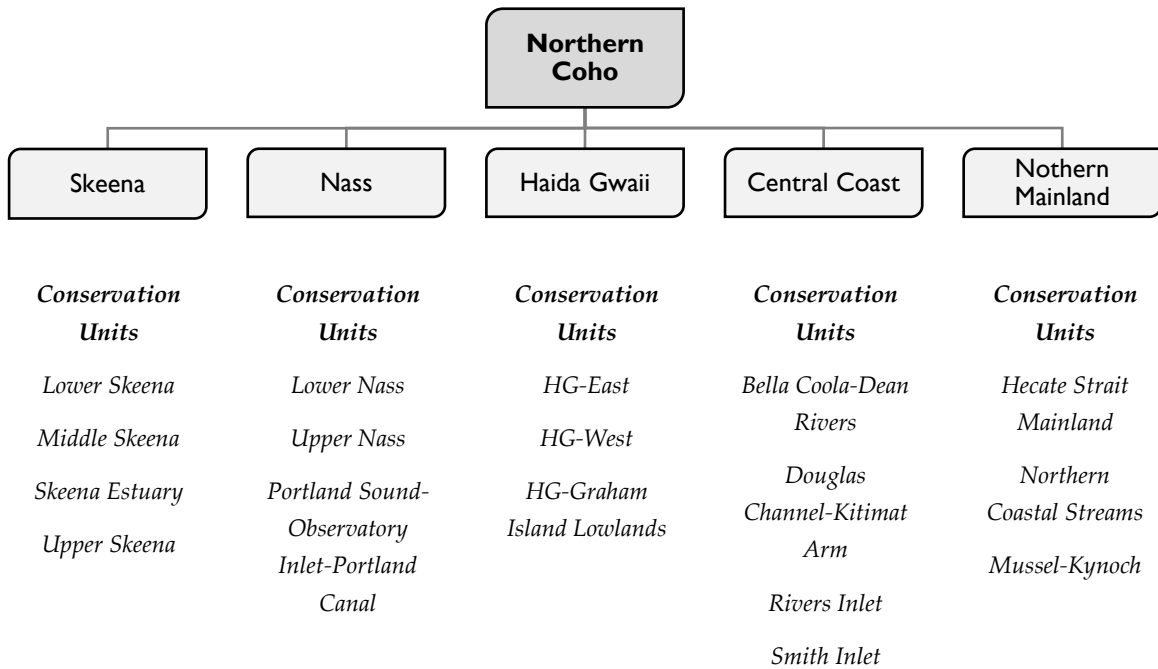 Northern
Coho
Skeena
Nass
Haida Gwaii
Central Coast
Nothern
Mainland
Conservation
Units
Lower Skeena
Middle Skeena
Skeena Estuary
Upper Skeena
Conservation
Units
Lower Nass
Upper Nass
Portland Sound-
Observatory
Inlet-Portland
Canal
Conservation
Units
HG-East
HG-West
HG-Graham
Island Lowlands
Conservation
Units
Bella Coola-Dean
Rivers
Douglas
Channel-Kitimat
Arm
Rivers Inlet
Smith Inlet
Conservation
Units
Hecate Strait
Mainland
Northern
Coastal Streams
Mussel-Kynoch